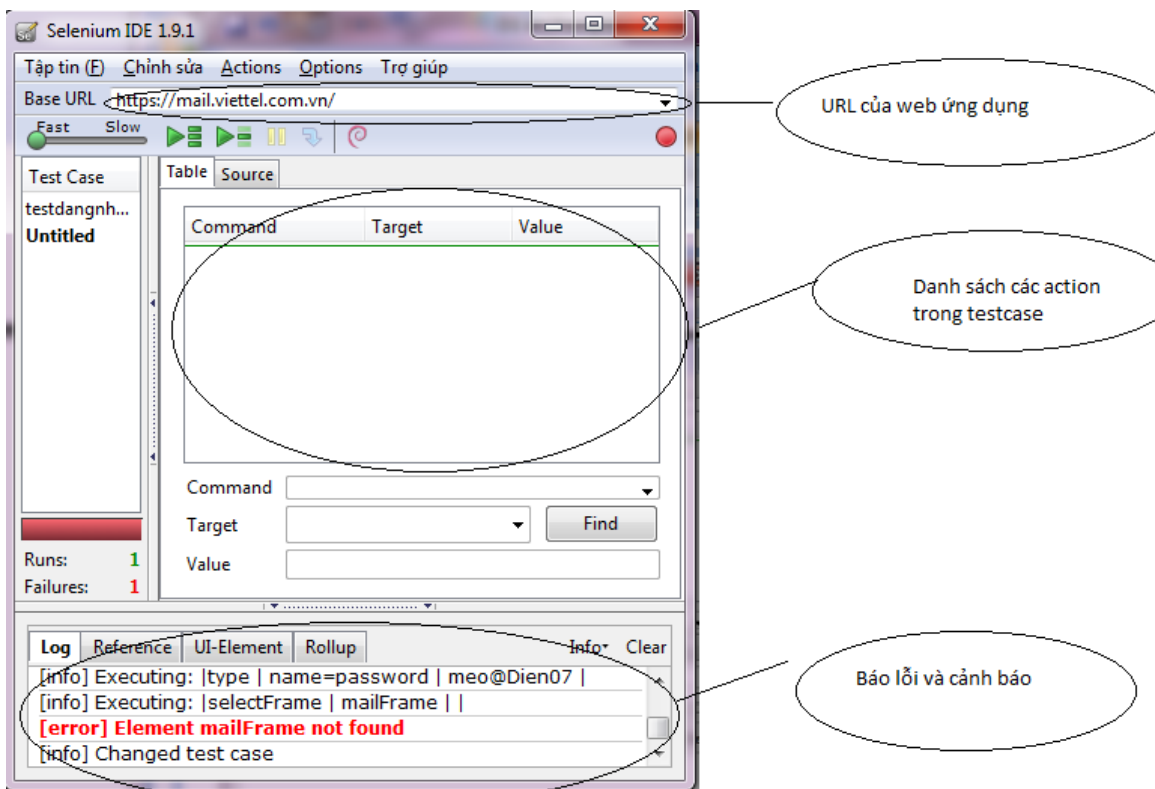 Selenium IDE 1.9.1
Tập tin (F) Chỉnh sửa Actions Options Trợ giúp
Base URL https://mail.viettel.com.vn/
URL của web ứng dụng
Fast Slow
Test Case
Table Source
testdangnh...
Untitled
Command Target Value
Danh sách các action
trong testcase
Command
Target Find
Value
Runs: 1
Failures: 1
Log Reference UI-Element Rollup Info Clear
[info] Executing: |type | name=password | meo@Dien07 |
[info] Executing: |selectFrame | mailFrame | |
[error] Element mailFrame not found
[info] Changed test case
Báo lỗi và cảnh báo